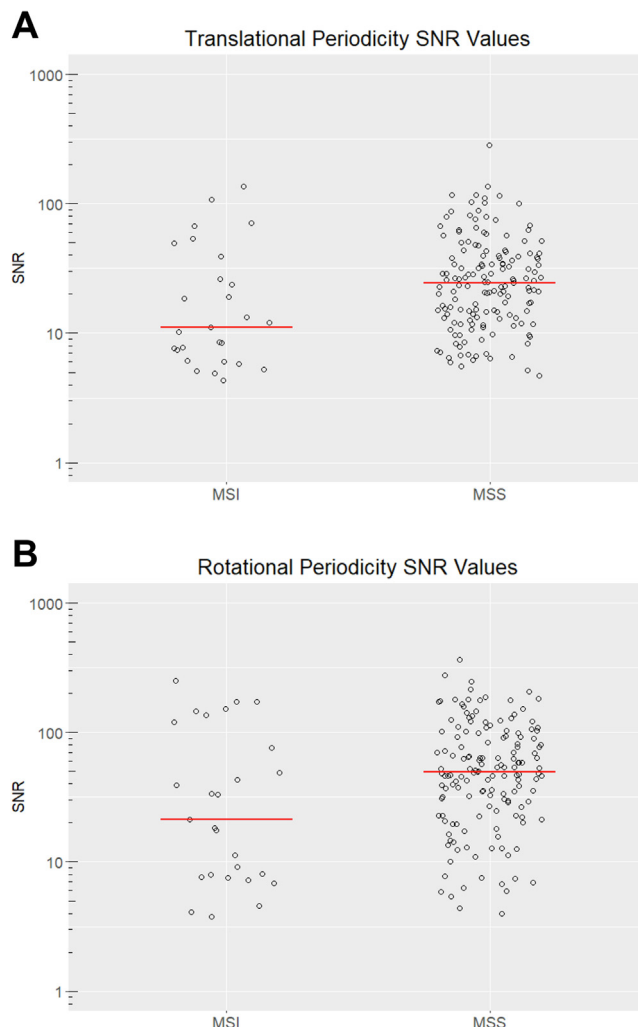 A
Translational Periodicity SNR Values
1000
100
10
1
SNR
MSI MSS
B
Rotational Periodicity SNR Values
1000
100
10
1
SNR
MSI MSS